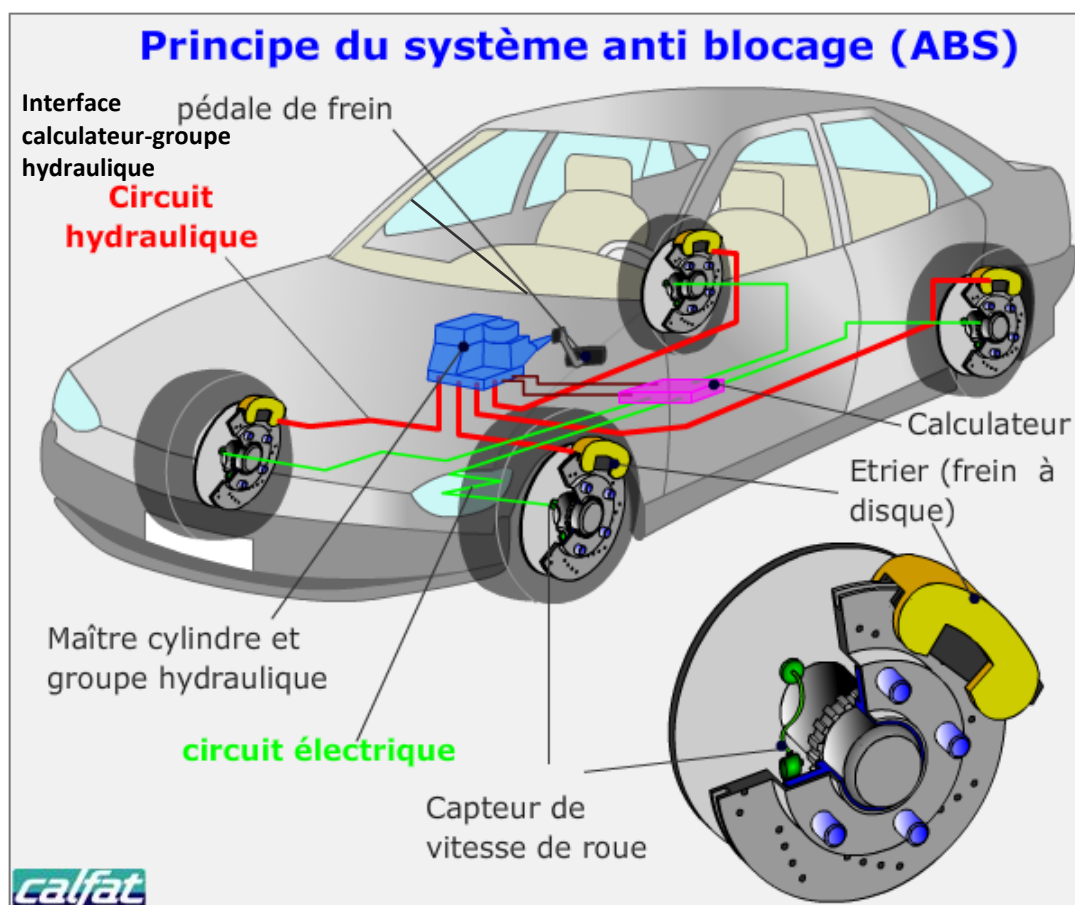 Principe du système anti blocage (ABS)
Interface
calculateur-groupe
hydraulique
pédale de frein
Circuit
hydraulique
Calculateur
Etrier (frein à
disque)
Maître cylindre et
groupe hydraulique
circuit électrique
Capteur de
vitesse de roue
calfat